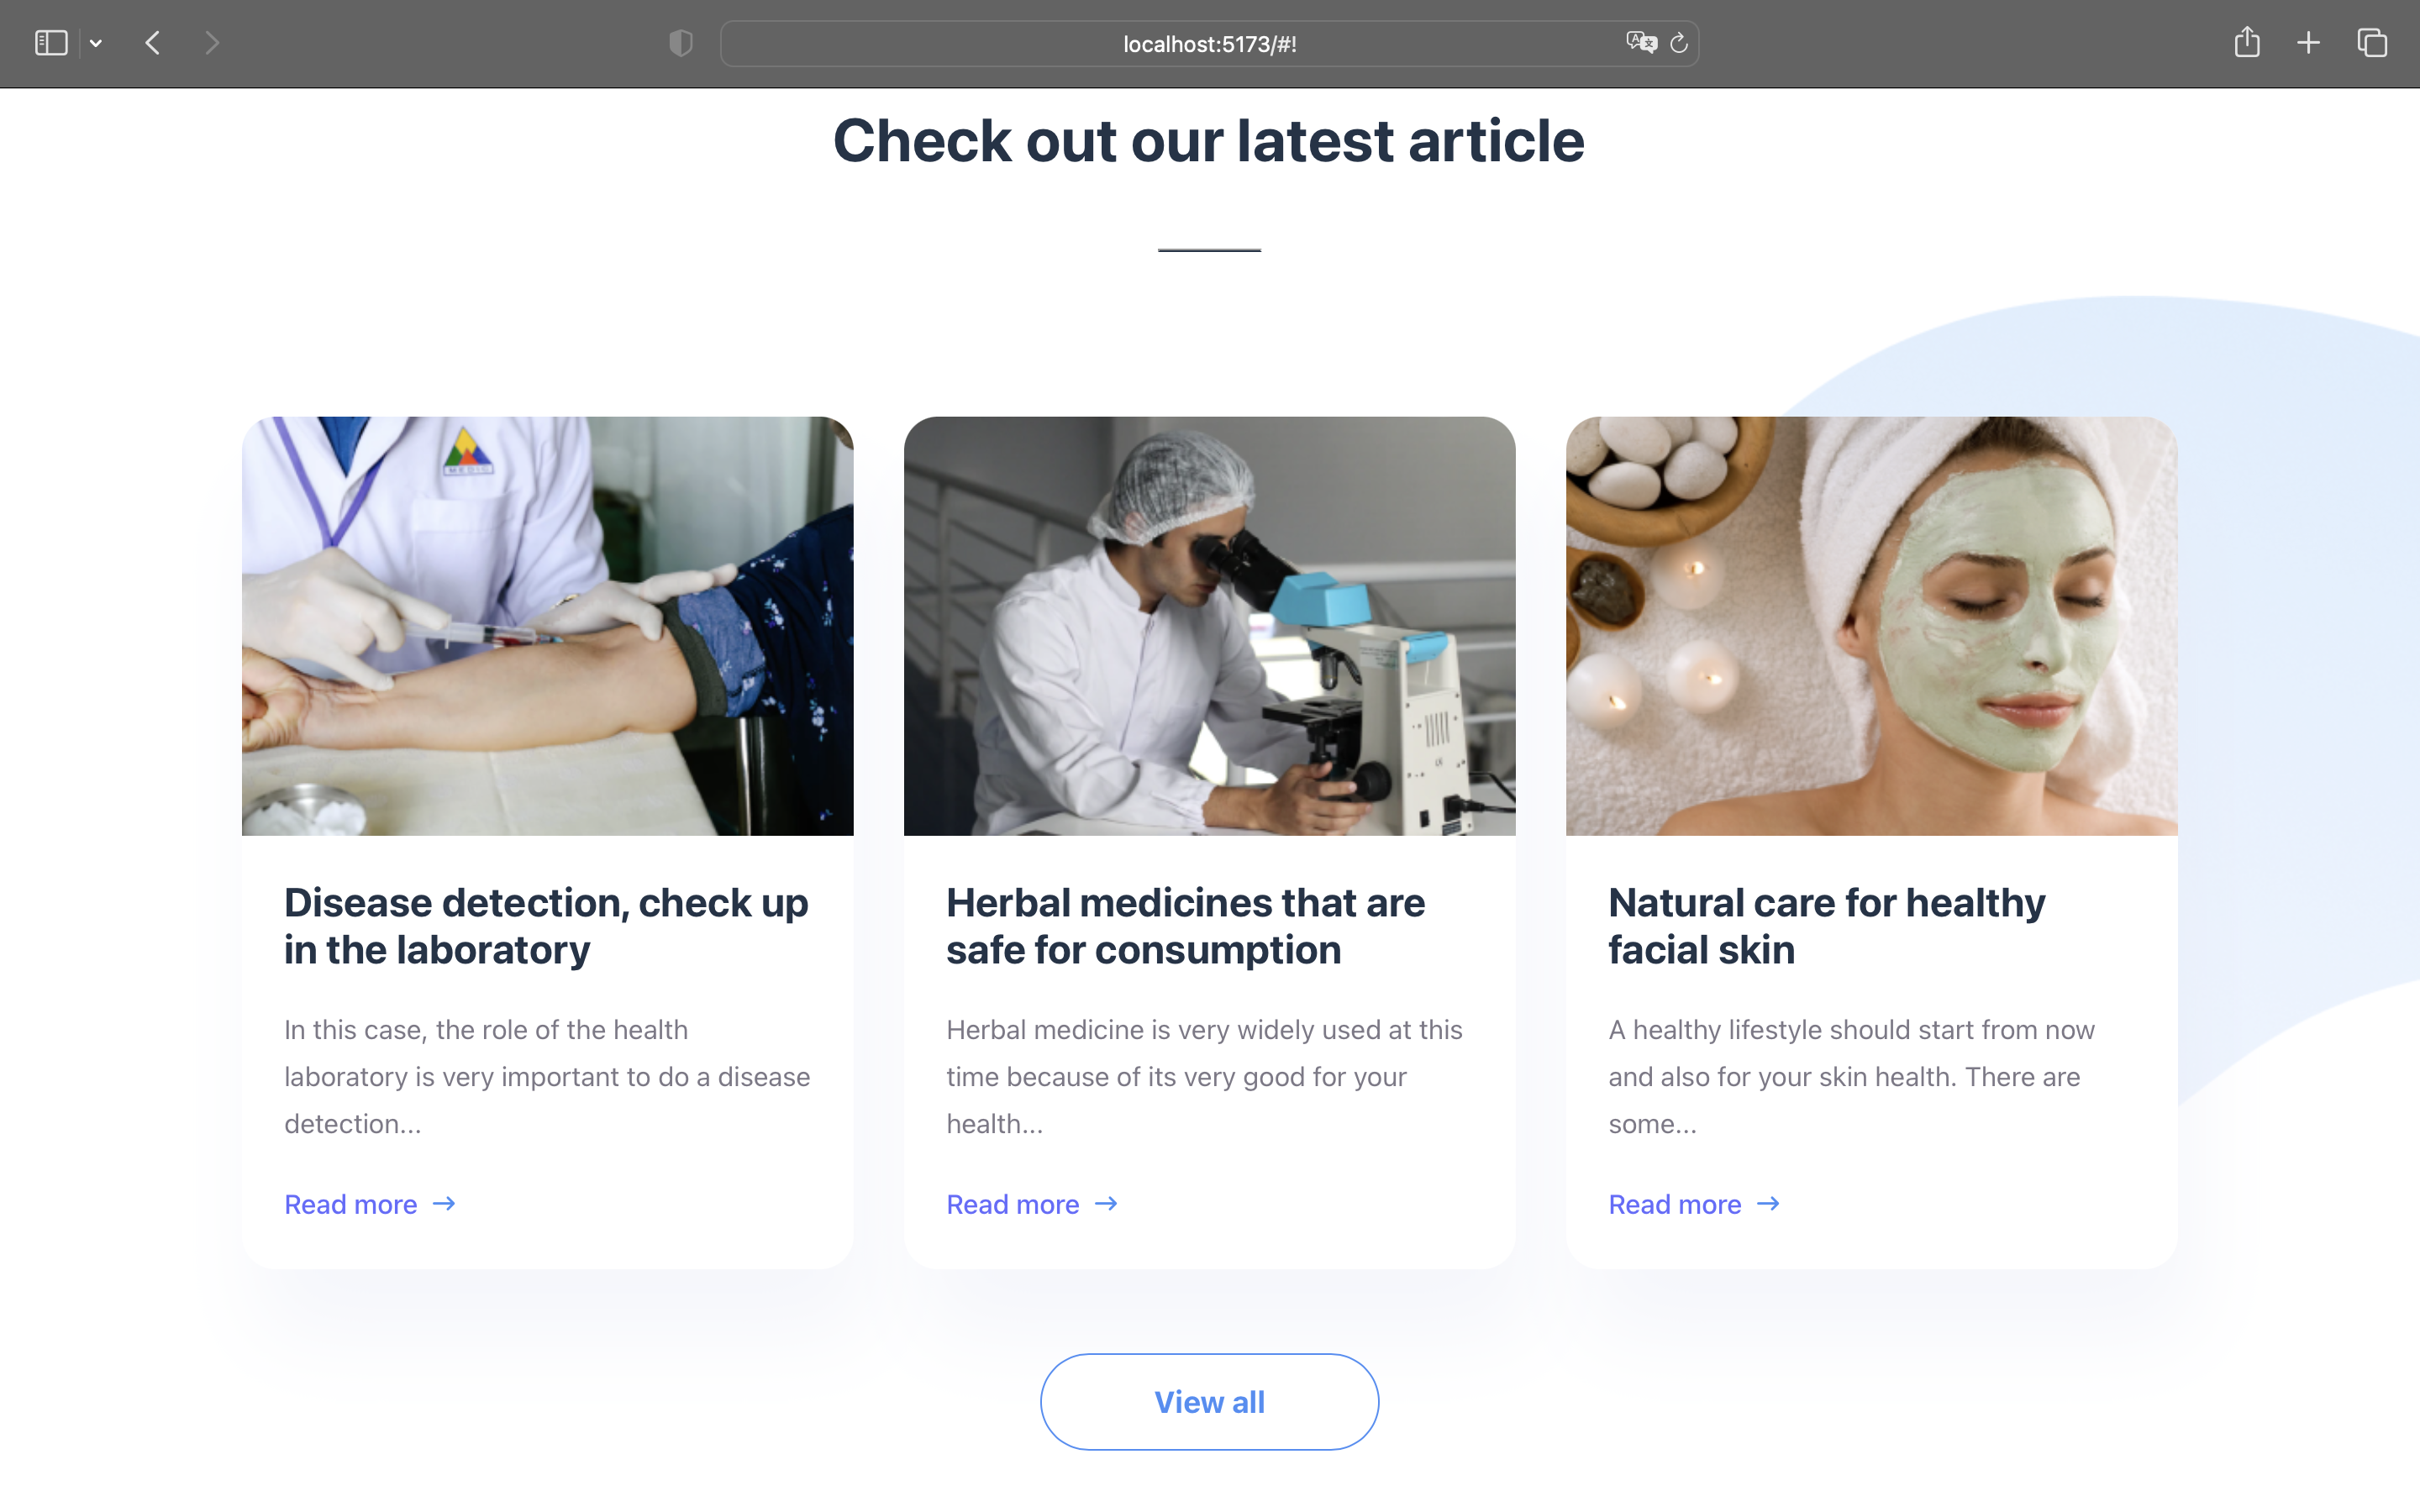 localhost:5173/#!
Check out our latest article
MEDIC
Disease detection, check up
in the laboratory
In this case, the role of the health
laboratory is very important to do a disease
detection...
Read more →
Herbal medicines that are
safe for consumption
Herbal medicine is very widely used at this
time because of its very good for your
health...
Read more →
Natural care for healthy
facial skin
A healthy lifestyle should start from now
and also for your skin health. There are
some...
Read more →
View all